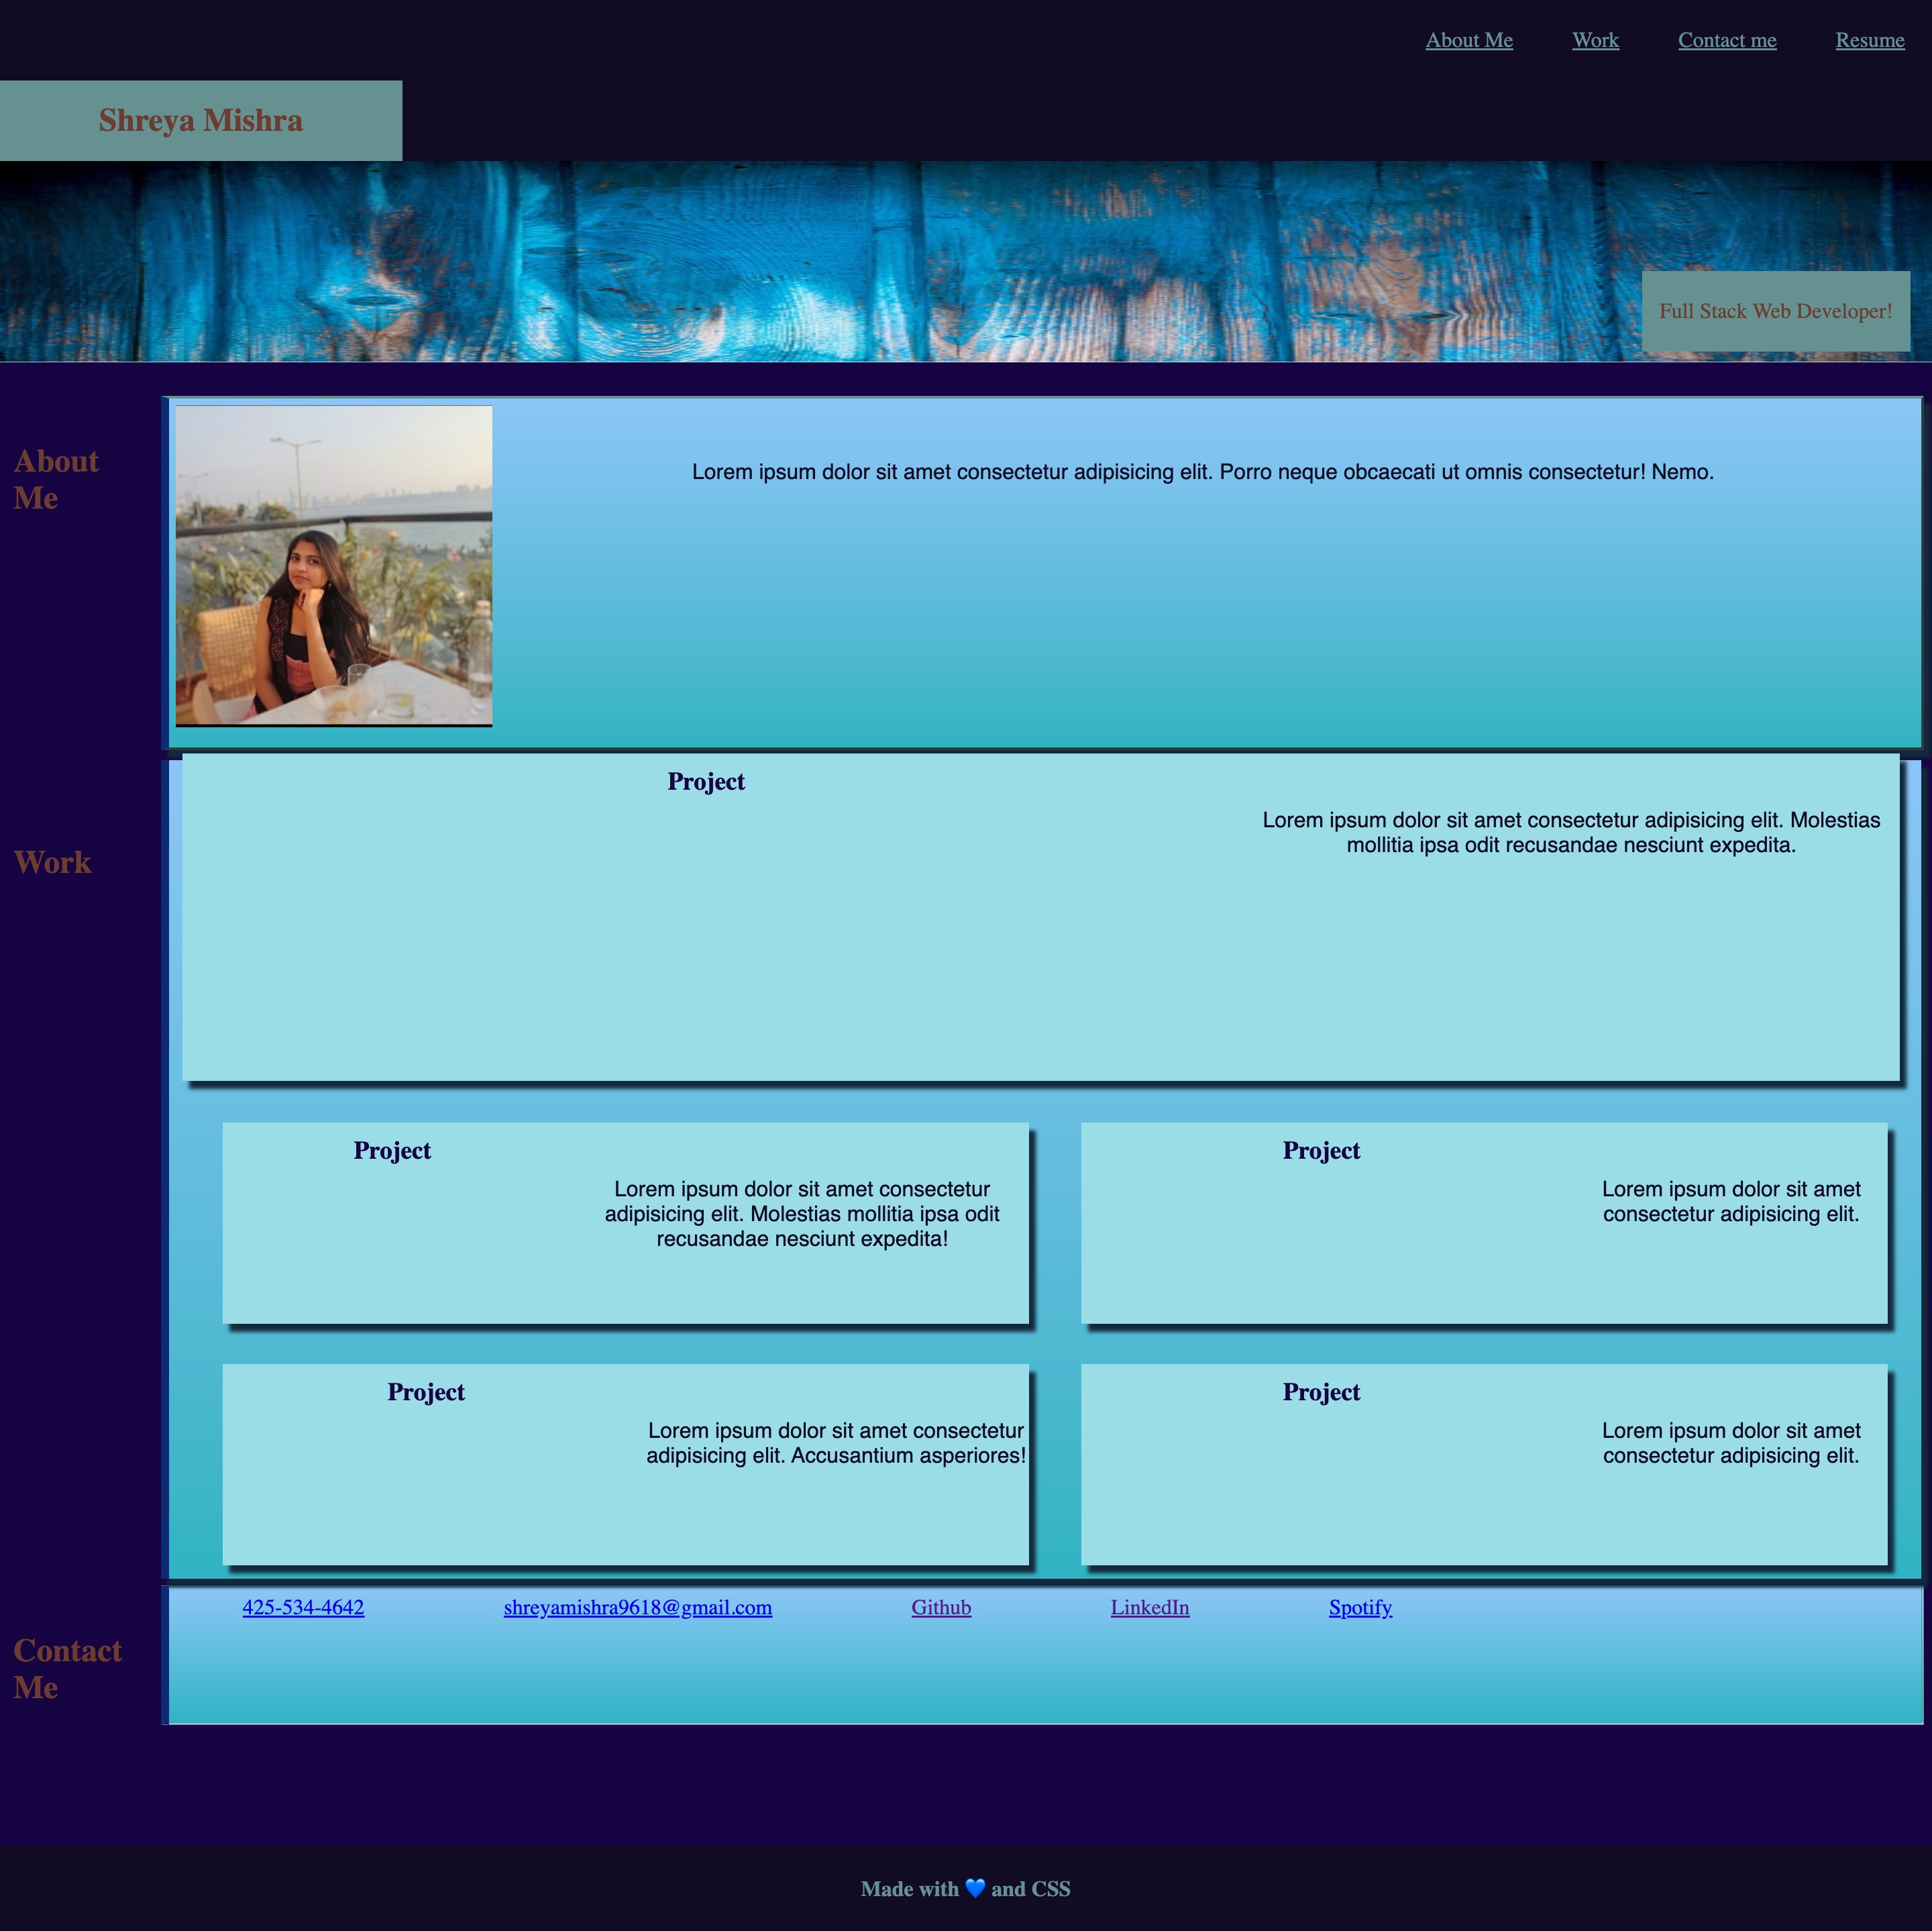 About Me Work Contact me Resume
Shreya Mishra
Full Stack Web Developer!
About
Me
Lorem ipsum dolor sit amet consectetur adipisicing elit. Porro neque obcaecati ut omnis consectetur! Nemo.
Work
Project
Lorem ipsum dolor sit amet consectetur adipisicing elit. Molestias
mollitia ipsa odit recusandae nesciunt expedita.
Project
Lorem ipsum dolor sit amet consectetur
adipisicing elit. Molestias mollitia ipsa odit
recusandae nesciunt expedita!
Project
Lorem ipsum dolor sit amet
consectetur adipisicing elit.
Project
Lorem ipsum dolor sit amet consectetur
adipisicing elit. Accusantium asperiores!
Project
Lorem ipsum dolor sit amet
consectetur adipisicing elit.
Contact
Me
425-534-4642 shreyamishra9618@gmail.com Github LinkedIn Spotify
Made with 💙 and CSS